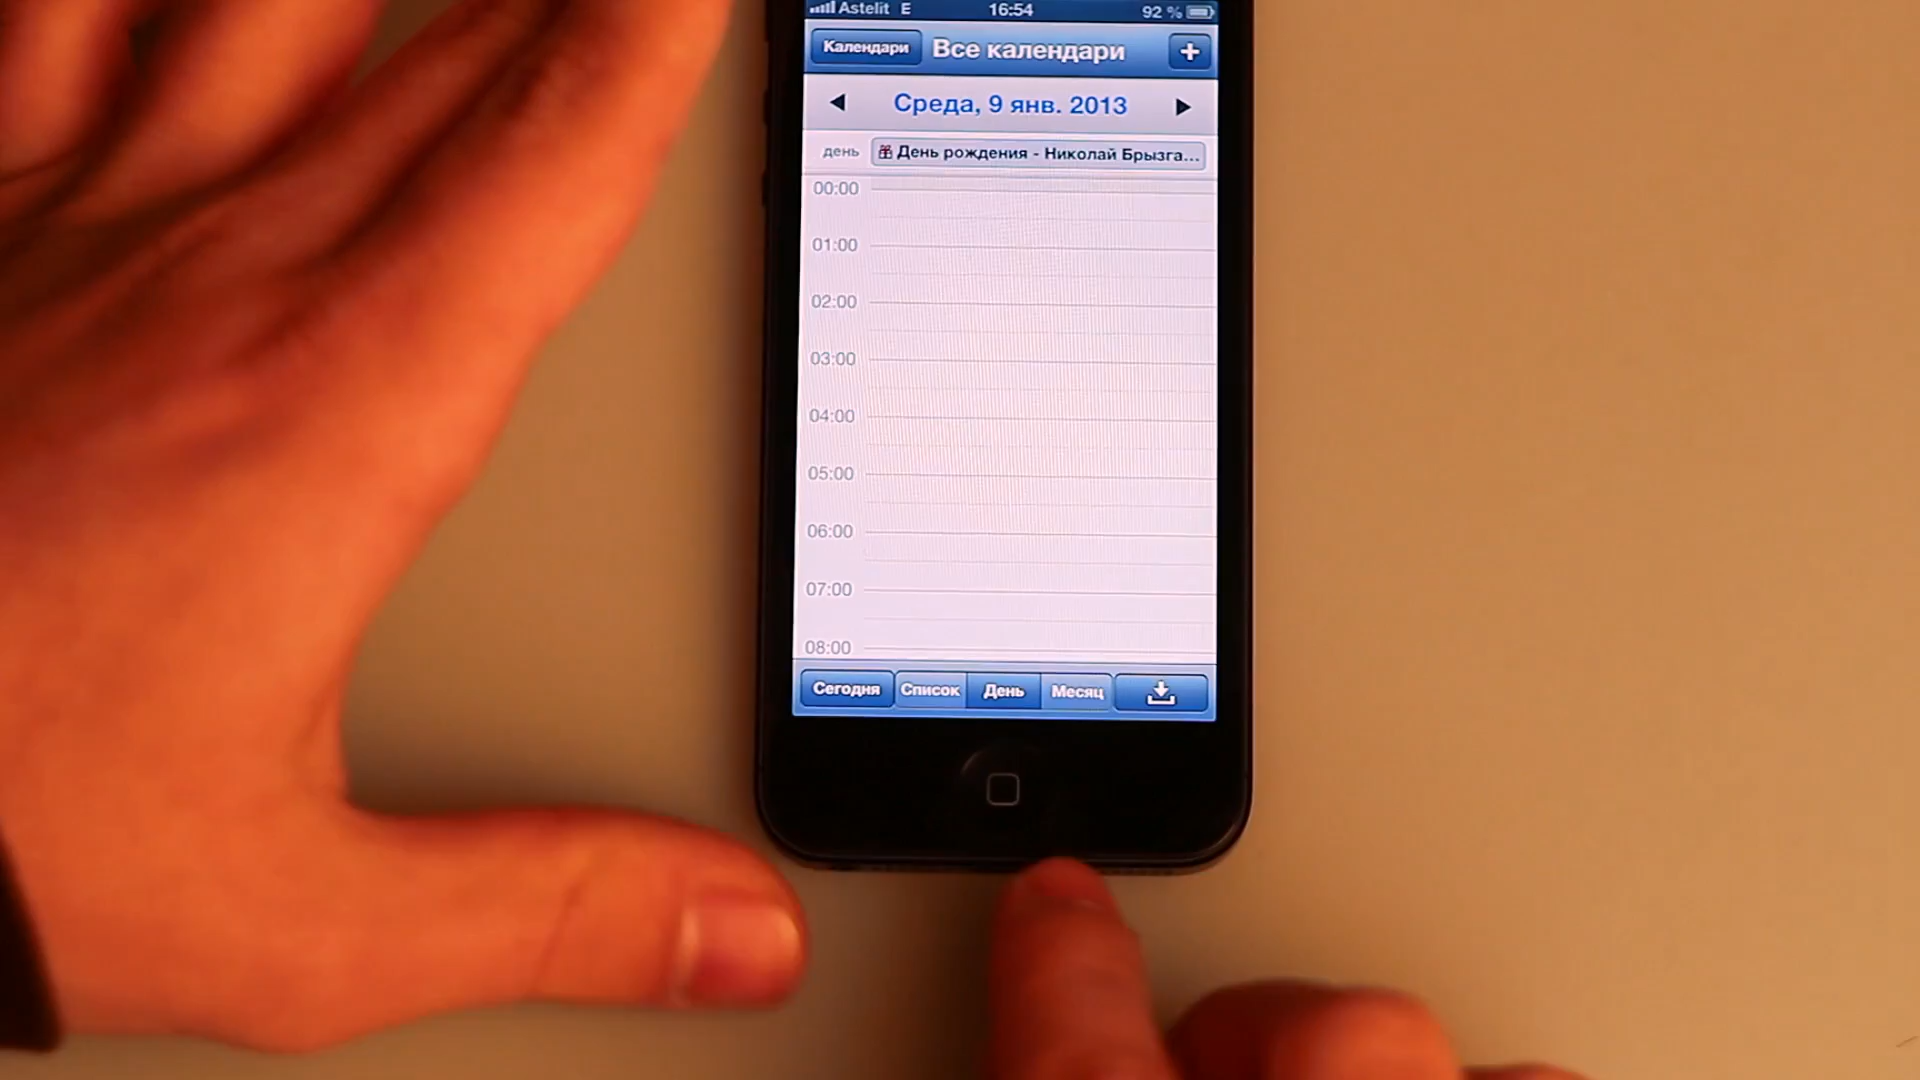 Astelit E 16:54 92 %
Календари Все календари +
Среда, 9 янв. 2013
день День рождения - Николай Брызга...
00:00
01:00
02:00
03:00
04:00
05:00
06:00
07:00
08:00
Сегодня Список День Месяц